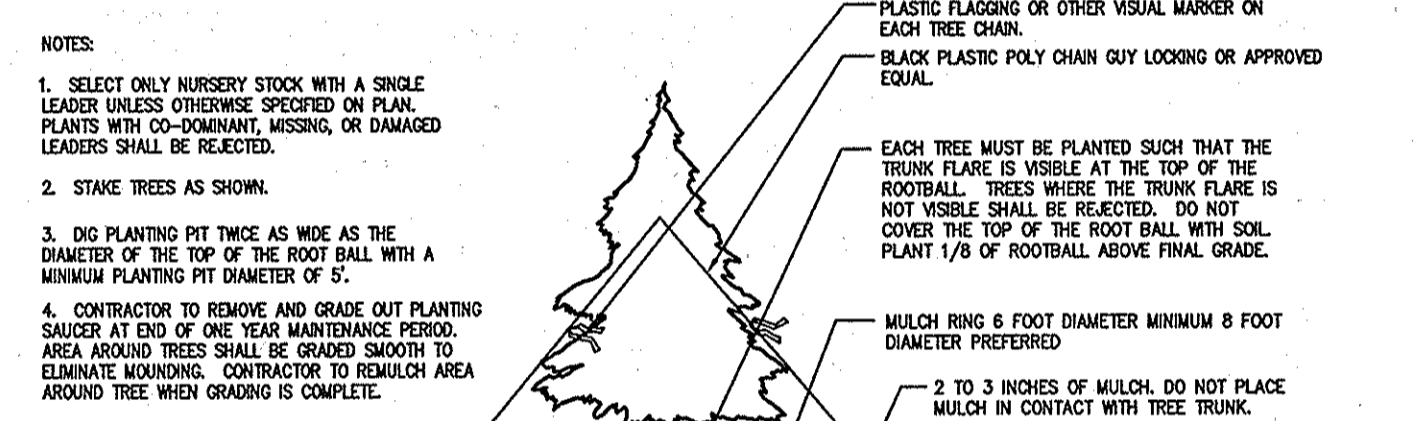 NOTES:
1. SELECT ONLY NURSERY STOCK WITH A SINGLE
LEADER UNLESS OTHERWISE SPECIFIED ON PLAN.
PLANTS WITH CO-DOMINANT, MISSING, OR DAMAGED
LEADERS SHALL BE REJECTED.
2. STAKE TREES AS SHOWN.
3. DIG PLANTING PIT TWICE AS WIDE AS THE
DIAMETER OF THE TOP OF THE ROOT BALL WITH A
MINIMUM PLANTING PIT DIAMETER OF 5'.
4. CONTRACTOR TO REMOVE AND GRADE OUT PLANTING
SAUCER AT END OF ONE YEAR MAINTENANCE PERIOD.
AREA AROUND TREES SHALL BE GRADED SMOOTH TO
ELIMINATE MOUNDING. CONTRACTOR TO REMULCH AREA
AROUND TREE WHEN GRADING IS COMPLETE.
PLASTIC FLAGGING OR OTHER VISUAL MARKER ON
EACH TREE CHAIN.
BLACK PLASTIC POLY CHAIN GUY LOCKING OR APPROVED
EQUAL.
EACH TREE MUST BE PLANTED SUCH THAT THE
TRUNK FLARE IS VISIBLE AT THE TOP OF THE
ROOTBALL. TREES WHERE THE TRUNK FLARE IS
NOT VISIBLE SHALL BE REJECTED. DO NOT
COVER THE TOP OF THE ROOT BALL WITH SOIL.
PLANT 1/8 OF ROOTBALL ABOVE FINAL GRADE.
MULCH RING 6 FOOT DIAMETER MINIMUM 8 FOOT
DIAMETER PREFERRED
2 TO 3 INCHES OF MULCH. DO NOT PLACE
MULCH IN CONTACT WITH TREE TRUNK.